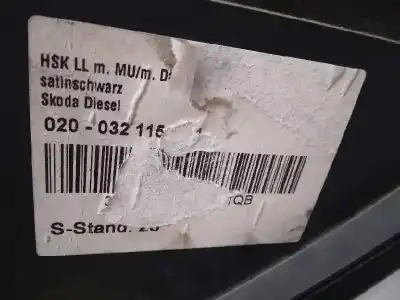 HSK LL m. MU/m.
satinschwarz
Skoda Diesel
020 - 032 115
S-Stand: